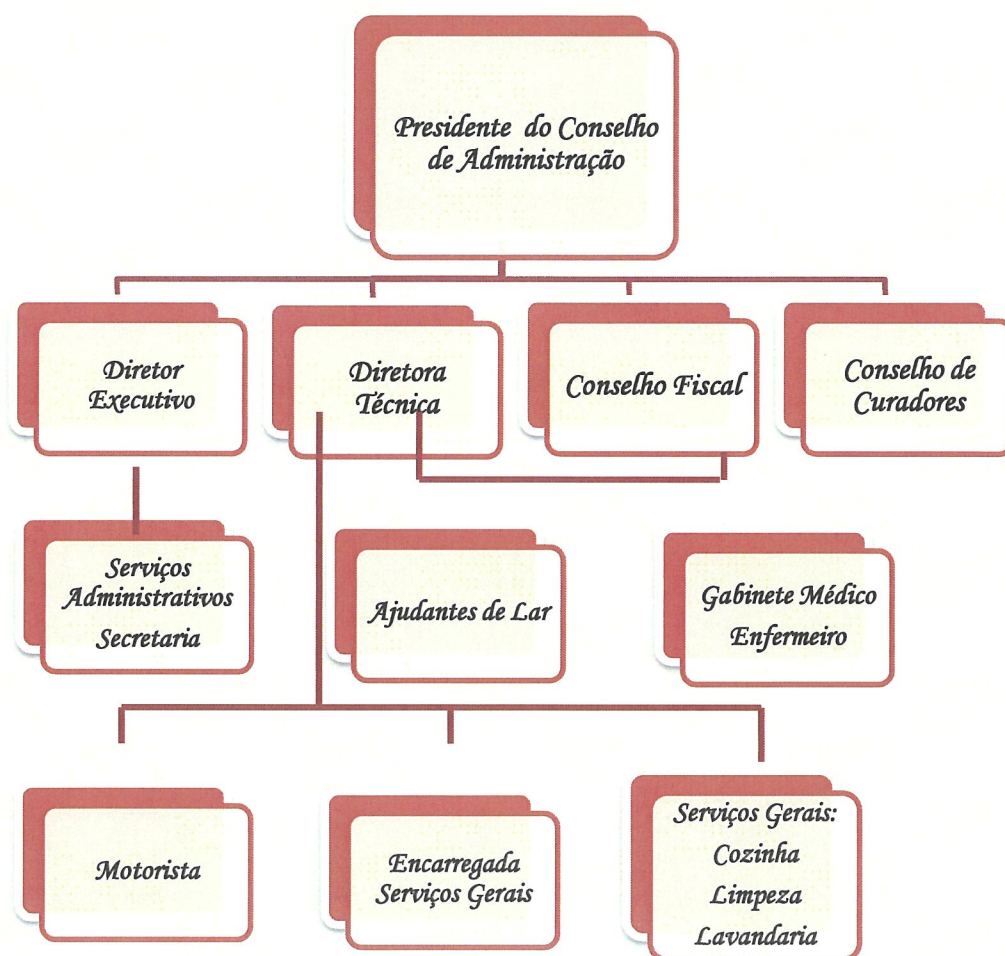 Presidente do Conselho
de Administração
Diretor
Executivo
Diretora
Técnica
Conselho Fiscal
Conselho de
Curadores
Serviços
Administrativos
Secretaria
Ajudantes de Lar
Gabinete Médico
Enfermeiro
Motorista
Encarregada
Serviços Gerais
Serviços Gerais:
Cozinha
Limpeza
Lavandaria